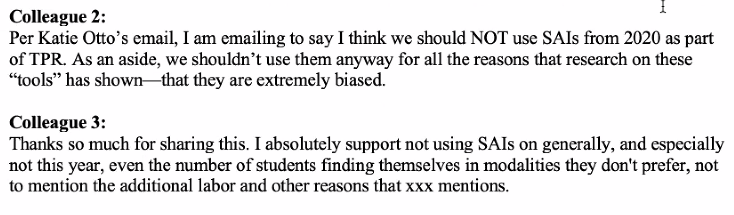 Colleague 2:
Per Katie Otto’s email, I am emailing to say I think we should NOT use SAIs from 2020 as part
of TPR. As an aside, we shouldn’t use them anyway for all the reasons that research on these
“tools” has shown—that they are extremely biased.
Colleague 3:
Thanks so much for sharing this. I absolutely support not using SAIs on generally, and especially
not this year, even the number of students finding themselves in modalities they don't prefer, not
to mention the additional labor and other reasons that xxx mentions.